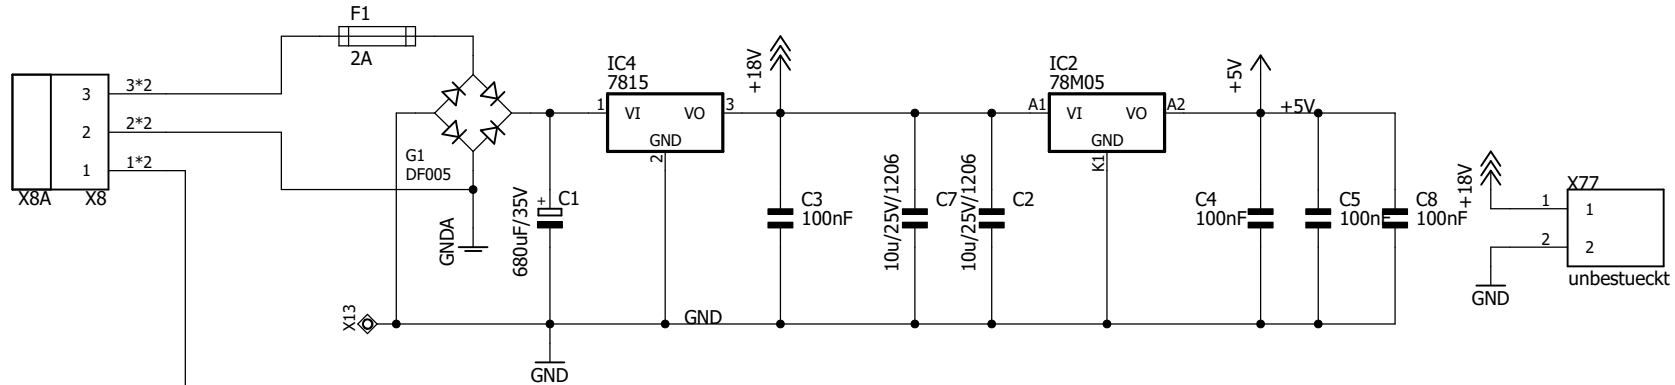 F1
2A
3*2
2*2
1*2
3
2
1
X8A
X8
G1
DF005
GNDA
680uF/35V
+
C1
X13
GND
IC4
7815
1
VI
VO
3
GND
2
GND
+18V
C3
100nF
10u/25V/1206
C7
10u/25V/1206
C2
IC2
78M05
A1
VI
VO
A2
GND
K1
+5V
+5V
C4
100nF
C5
100nF
C8
100nF
+18V
GND
X77
1
1
2
2
unbestueckt